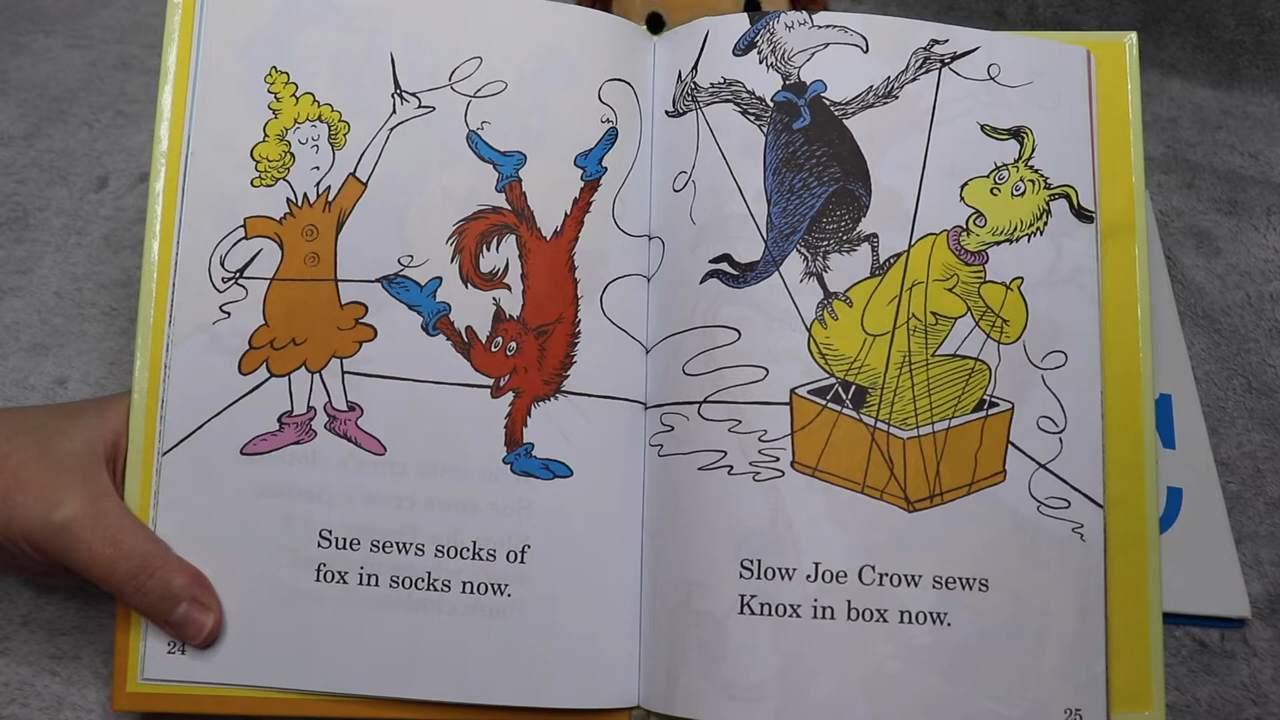 Sue sews socks of
fox in socks now.
24
Slow Joe Crow sews
Knox in box now.
25